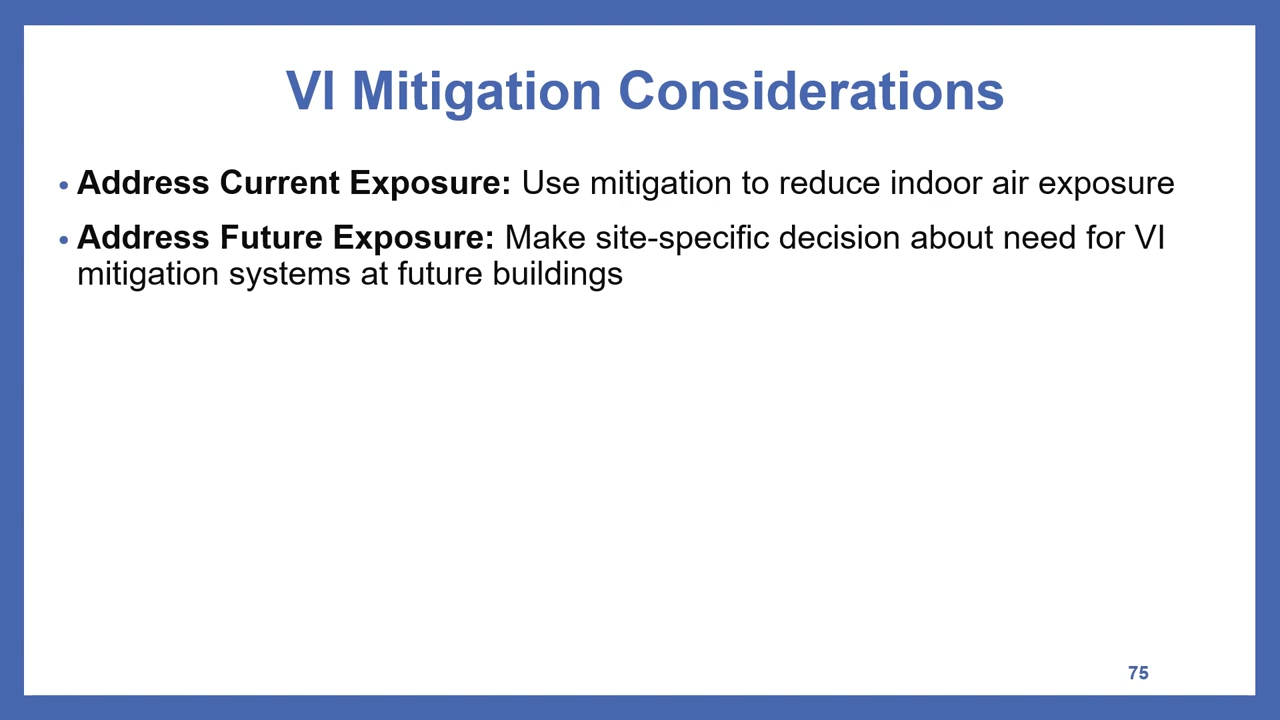 VI Mitigation Considerations
• Address Current Exposure: Use mitigation to reduce indoor air exposure
• Address Future Exposure: Make site-specific decision about need for VI
mitigation systems at future buildings
75